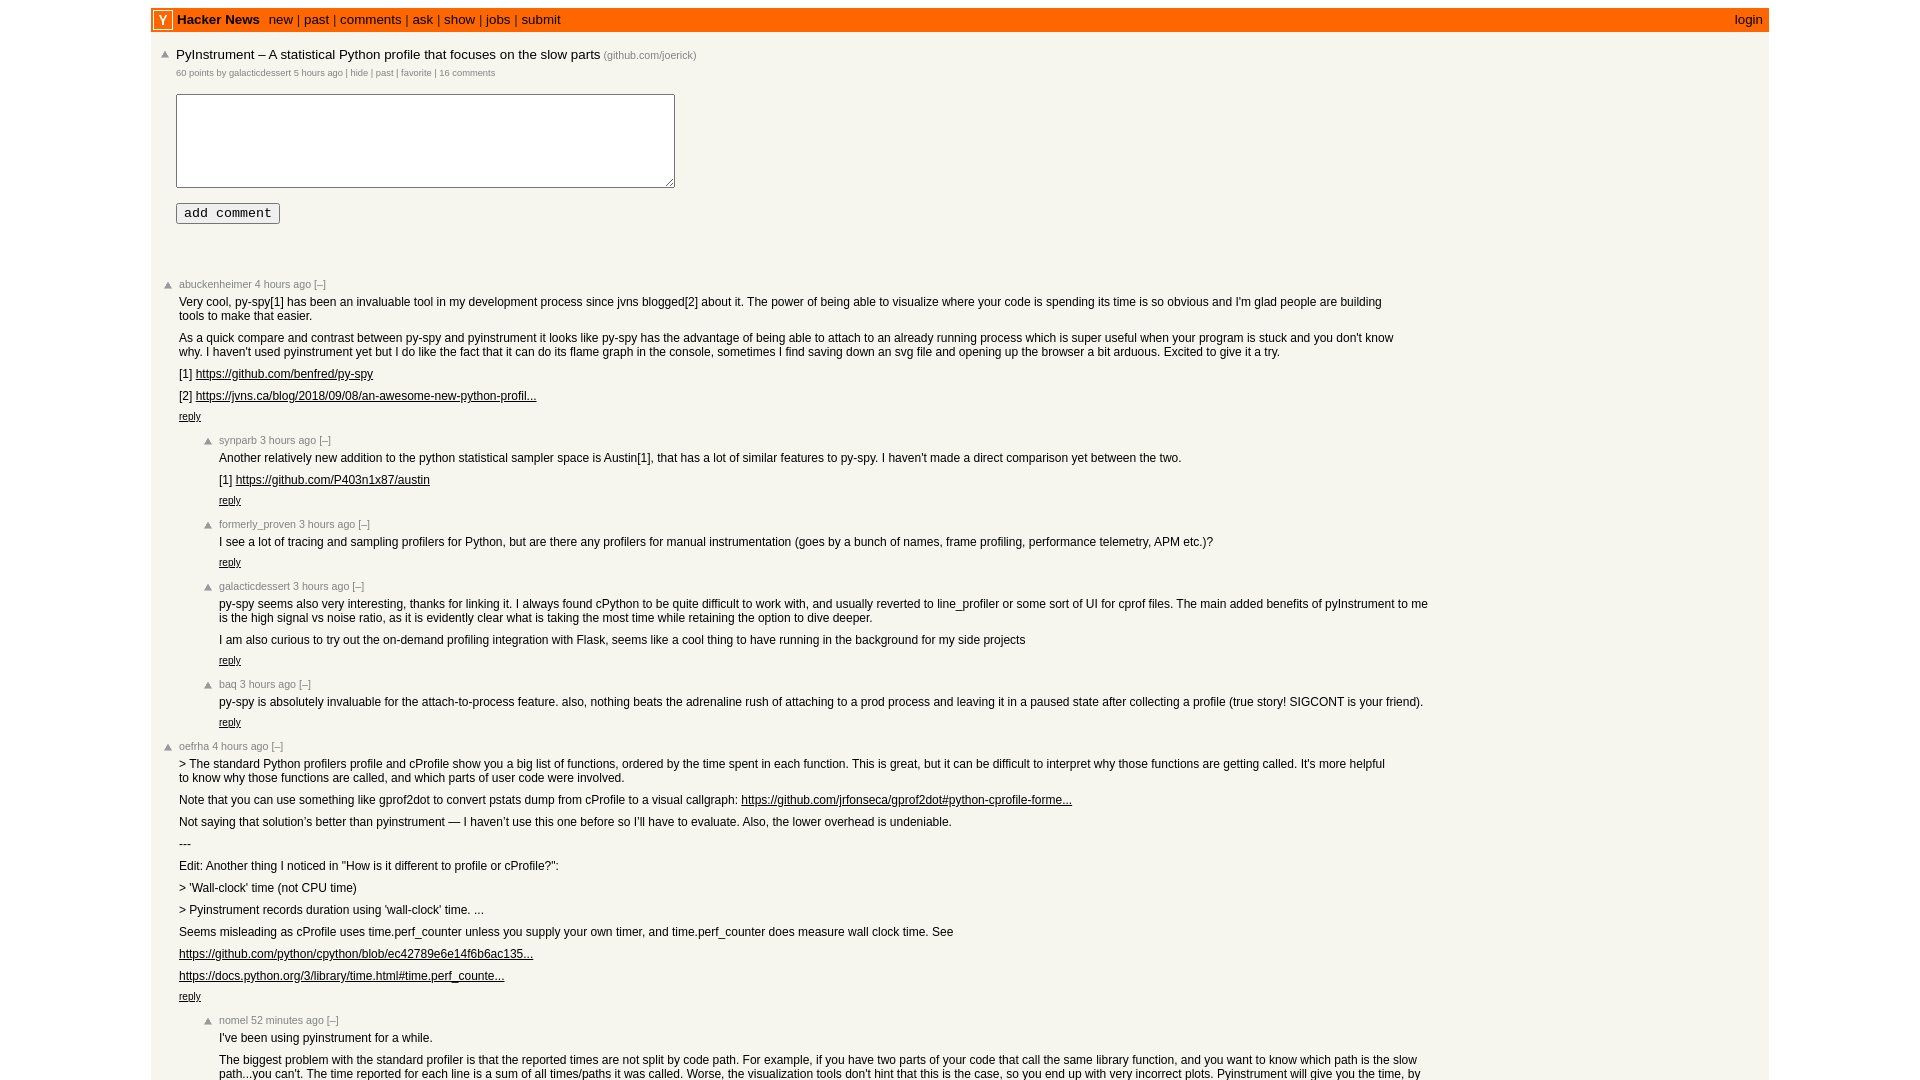 Y Hacker News new | past | comments | ask | show | jobs | submit login
PyInstrument – A statistical Python profile that focuses on the slow parts (github.com/joerick)
60 points by galacticdessert 5 hours ago | hide | past | favorite | 16 comments
add comment
abuckenheimer 4 hours ago [–]
Very cool, py-spy[1] has been an invaluable tool in my development process since jvns blogged[2] about it. The power of being able to visualize where your code is spending its time is so obvious and I'm glad people are building
tools to make that easier.
As a quick compare and contrast between py-spy and pyinstrument it looks like py-spy has the advantage of being able to attach to an already running process which is super useful when your program is stuck and you don't know
why. I haven't used pyinstrument yet but I do like the fact that it can do its flame graph in the console, sometimes I find saving down an svg file and opening up the browser a bit arduous. Excited to give it a try.
[1] https://github.com/benfred/py-spy
[2] https://jvns.ca/blog/2018/09/08/an-awesome-new-python-profil...
reply
synparb 3 hours ago [–]
Another relatively new addition to the python statistical sampler space is Austin[1], that has a lot of similar features to py-spy. I haven't made a direct comparison yet between the two.
[1] https://github.com/P403n1x87/austin
reply
formerly_proven 3 hours ago [–]
I see a lot of tracing and sampling profilers for Python, but are there any profilers for manual instrumentation (goes by a bunch of names, frame profiling, performance telemetry, APM etc.)?
reply
galacticdessert 3 hours ago [–]
py-spy seems also very interesting, thanks for linking it. I always found cPython to be quite difficult to work with, and usually reverted to line_profiler or some sort of UI for cprof files. The main added benefits of pyInstrument to me
is the high signal vs noise ratio, as it is evidently clear what is taking the most time while retaining the option to dive deeper.
I am also curious to try out the on-demand profiling integration with Flask, seems like a cool thing to have running in the background for my side projects
reply
baq 3 hours ago [–]
py-spy is absolutely invaluable for the attach-to-process feature. also, nothing beats the adrenaline rush of attaching to a prod process and leaving it in a paused state after collecting a profile (true story! SIGCONT is your friend).
reply
oefrha 4 hours ago [–]
> The standard Python profilers profile and cProfile show you a big list of functions, ordered by the time spent in each function. This is great, but it can be difficult to interpret why those functions are getting called. It's more helpful
to know why those functions are called, and which parts of user code were involved.
Note that you can use something like gprof2dot to convert pstats dump from cProfile to a visual callgraph: https://github.com/jrfonseca/gprof2dot#python-cprofile-forme...
Not saying that solution’s better than pyinstrument — I haven’t use this one before so I’ll have to evaluate. Also, the lower overhead is undeniable.
---
Edit: Another thing I noticed in "How is it different to profile or cProfile?":
> 'Wall-clock' time (not CPU time)
> Pyinstrument records duration using 'wall-clock' time. ...
Seems misleading as cProfile uses time.perf_counter unless you supply your own timer, and time.perf_counter does measure wall clock time. See
https://github.com/python/cpython/blob/ec42789e6e14f6b6ac135...
https://docs.python.org/3/library/time.html#time.perf_counte...
reply
nomel 52 minutes ago [–]
I've been using pyinstrument for a while.
The biggest problem with the standard profiler is that the reported times are not split by code path. For example, if you have two parts of your code that call the same library function, and you want to know which path is the slow
path...you can't. The time reported for each line is a sum of all times/paths it was called. Worse, the visualization tools don't hint that this is the case, so you end up with very incorrect plots. Pyinstrument will give you the time, by